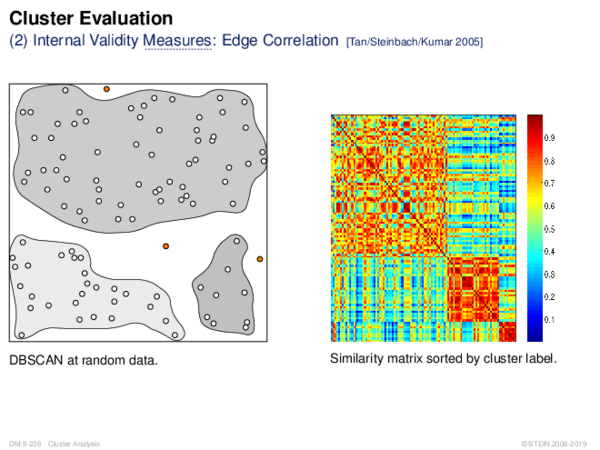 Cluster Evaluation
(2) Internal Validity Measures: Edge Correlation [Tan/Steinbach/Kumar 2005]
0.9
0.8
0.7
0.6
0.5
0.4
0.3
0.2
0.1
DBSCAN at random data.
Similarity matrix sorted by cluster label.
DM:II-238 Cluster Analysis
©STEIN 2006-2019